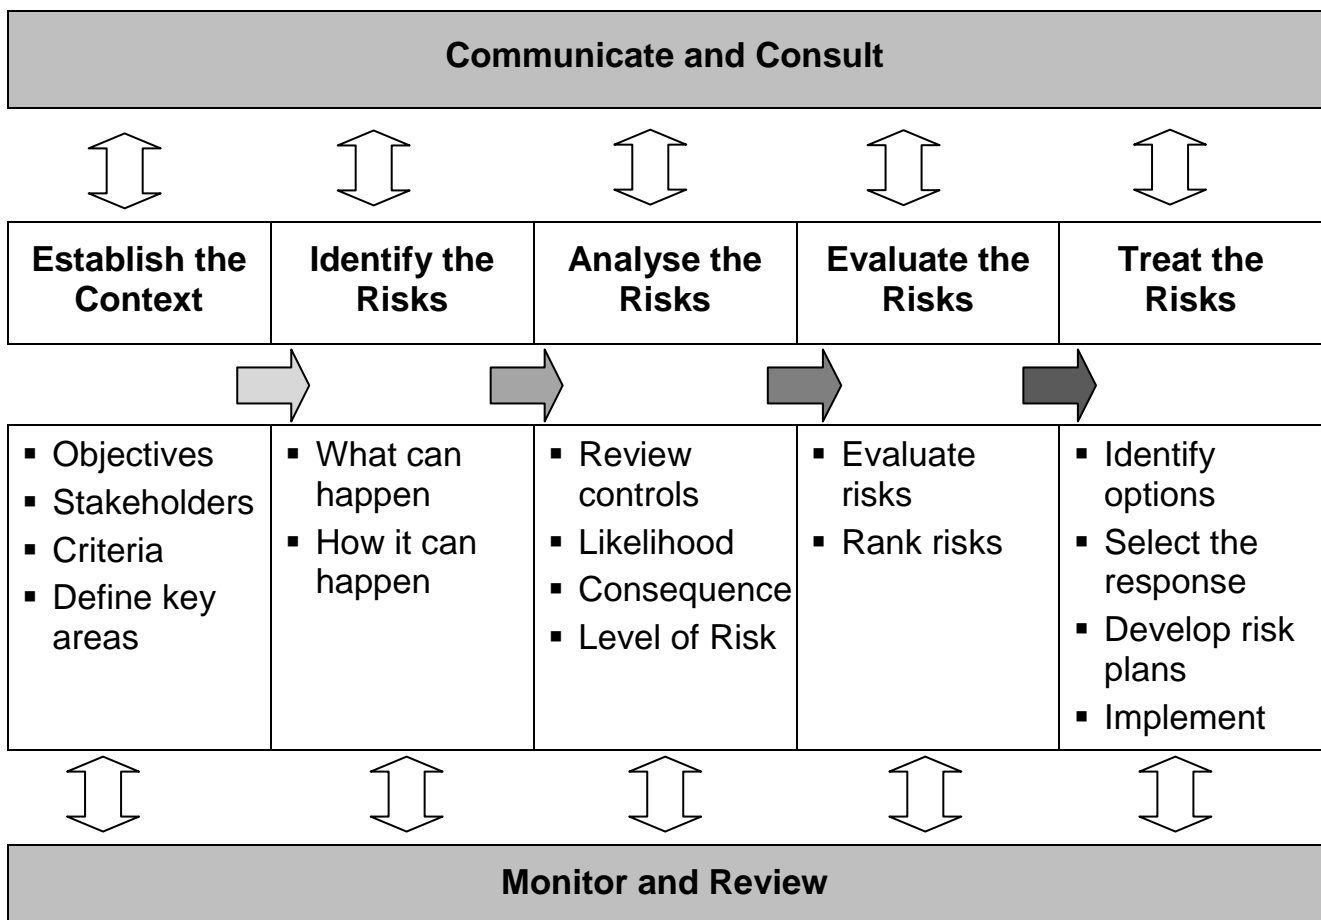 Communicate and Consult
Establish the
Context
Identify the
Risks
Analyse the
Risks
Evaluate the
Risks
Treat the
Risks
▪ Objectives
▪ Stakeholders
▪ Criteria
▪ Define key
areas
▪ What can
happen
▪ How it can
happen
▪ Review
controls
▪ Likelihood
▪ Consequence
▪ Level of Risk
▪ Evaluate
risks
▪ Rank risks
▪ Identify
options
▪ Select the
response
▪ Develop risk
plans
▪ Implement
Monitor and Review